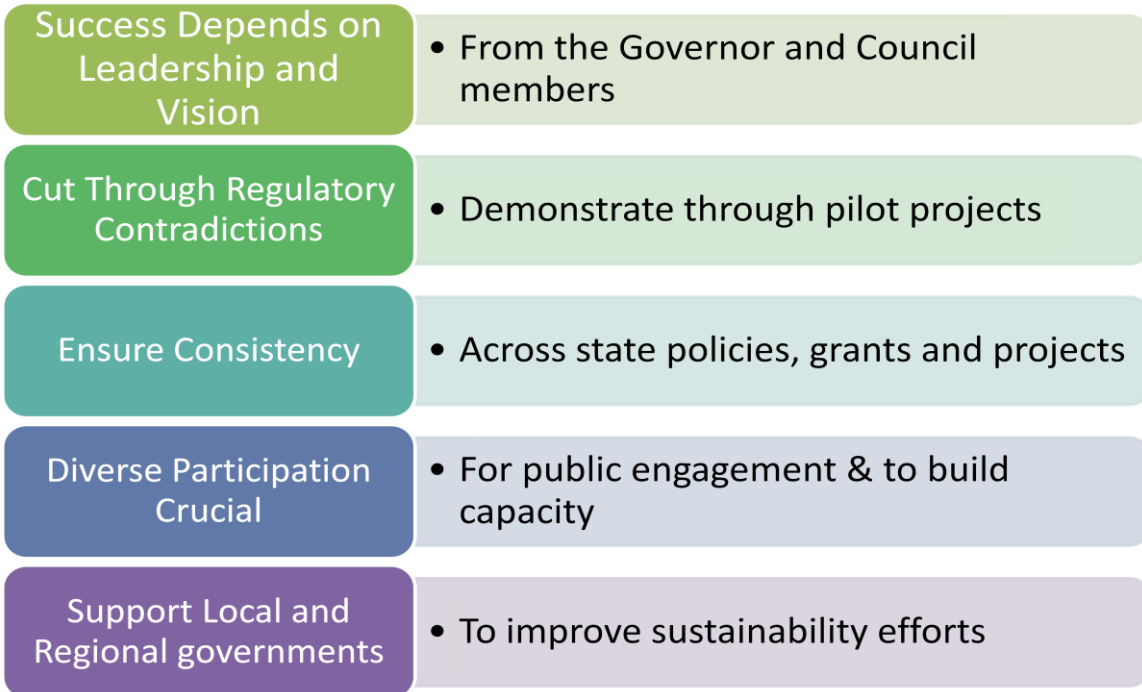 Success Depends on
Leadership and
Vision
• From the Governor and Council
members
Cut Through Regulatory
Contradictions
• Demonstrate through pilot projects
Ensure Consistency
• Across state policies, grants and projects
Diverse Participation
Crucial
• For public engagement & to build
capacity
Support Local and
Regional governments
• To improve sustainability efforts